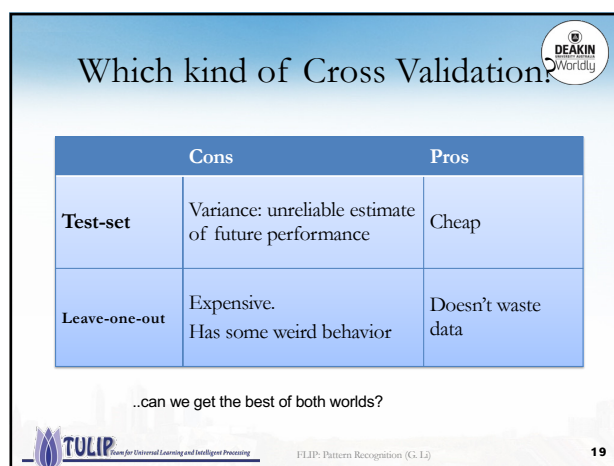 DEAKIN
UNIVERSITY AUSTRALIA
Worldly
Which kind of Cross Validation?
Cons Pros
Test-set
Variance: unreliable estimate
of future performance
Cheap
Leave-one-out
Expensive.
Has some weird behavior
Doesn’t waste
data
..can we get the best of both worlds?
TULIP Team for Universal Learning and Intelligent Processing
FLIP: Pattern Recognition (G. Li)
19